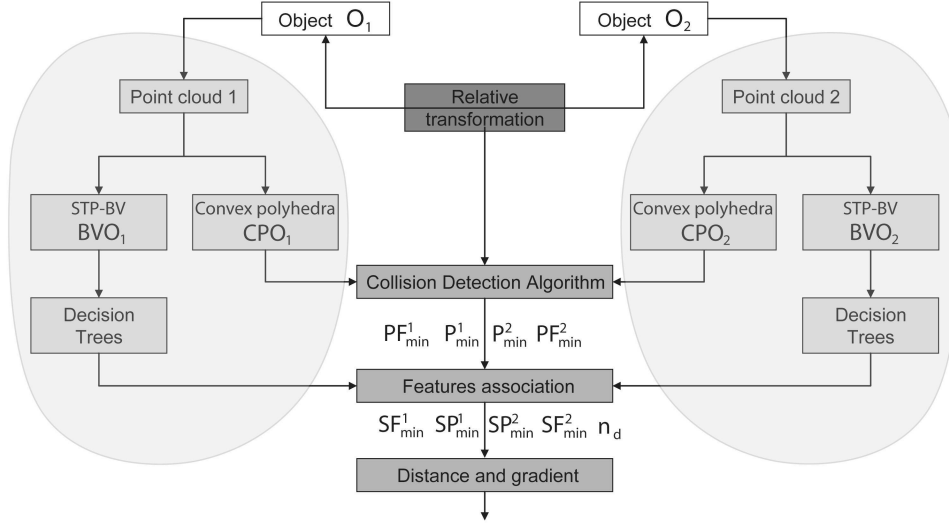 Object O₁
Object O₂
Point cloud 1
Relative
transformation
Point cloud 2
STP-BV
BVO₁
Convex polyhedra
CPO₁
Convex polyhedra
CPO₂
STP-BV
BVO₂
Collision Detection Algorithm
Decision
Trees
Decision
Trees
PF¹min P¹min P²min PF²min
Features association
SF¹min SP¹min SP²min SF²min n_d
Distance and gradient